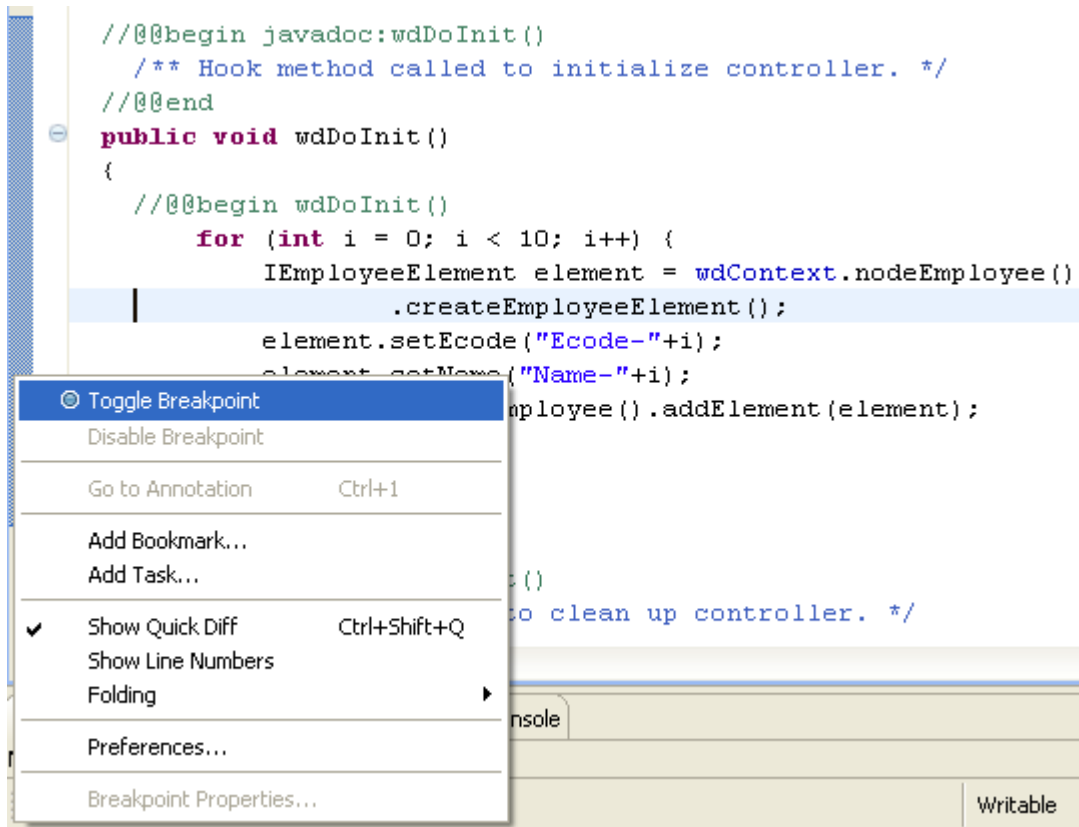 //@@begin javadoc:wdDoInit()
/** Hook method called to initialize controller. */
//@@end
public void wdDoInit()
{
//@@begin wdDoInit()
for (int i = 0; i < 10; i++) {
IEmployeeElement element = wdContext.nodeEmployee()
.createEmployeeElement();
element.setEcode("Ecode-"+i);
element.setName("Name-"+i);
mployee().addElement(element);
Toggle Breakpoint
Disable Breakpoint
Go to Annotation Ctrl+1
Add Bookmark...
Add Task...
t()
to clean up controller. */
Show Quick Diff Ctrl+Shift+Q
Show Line Numbers
Folding
nsole
Preferences...
Breakpoint Properties...
Writable